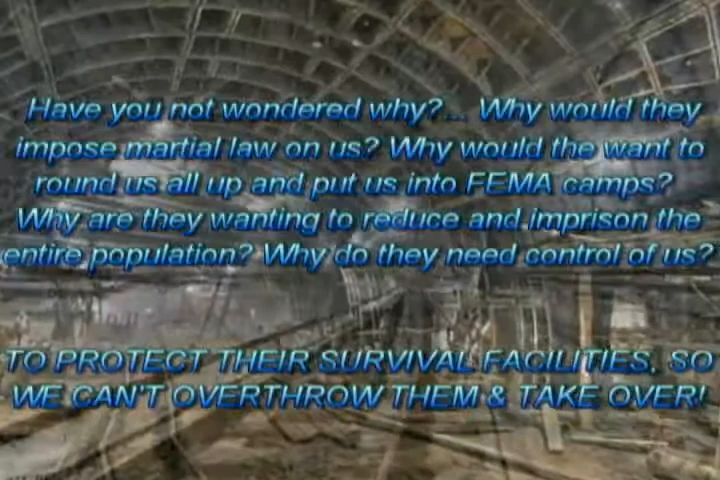 Have you not wondered why?... Why would they
impose martial law on us? Why would the want to
round us all up and put us into FEMA camps?
Why are they wanting to reduce and imprison the
entire population? Why do they need control of us?
TO PROTECT THEIR SURVIVAL FACILITIES, SO
WE CAN'T OVERTHROW THEM & TAKE OVER!